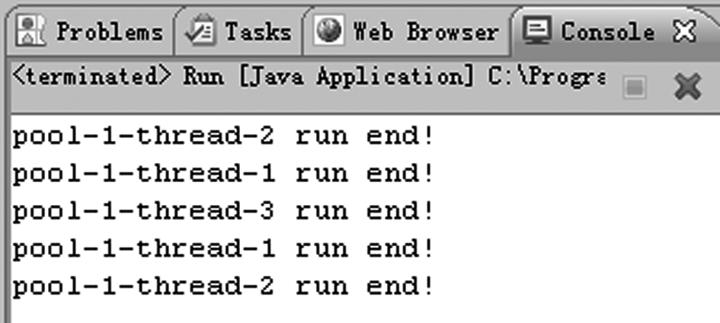 Problems Tasks Web Browser Console
<terminated> Run [Java Application] C:\Progra
pool-1-thread-2 run end!
pool-1-thread-1 run end!
pool-1-thread-3 run end!
pool-1-thread-1 run end!
pool-1-thread-2 run end!